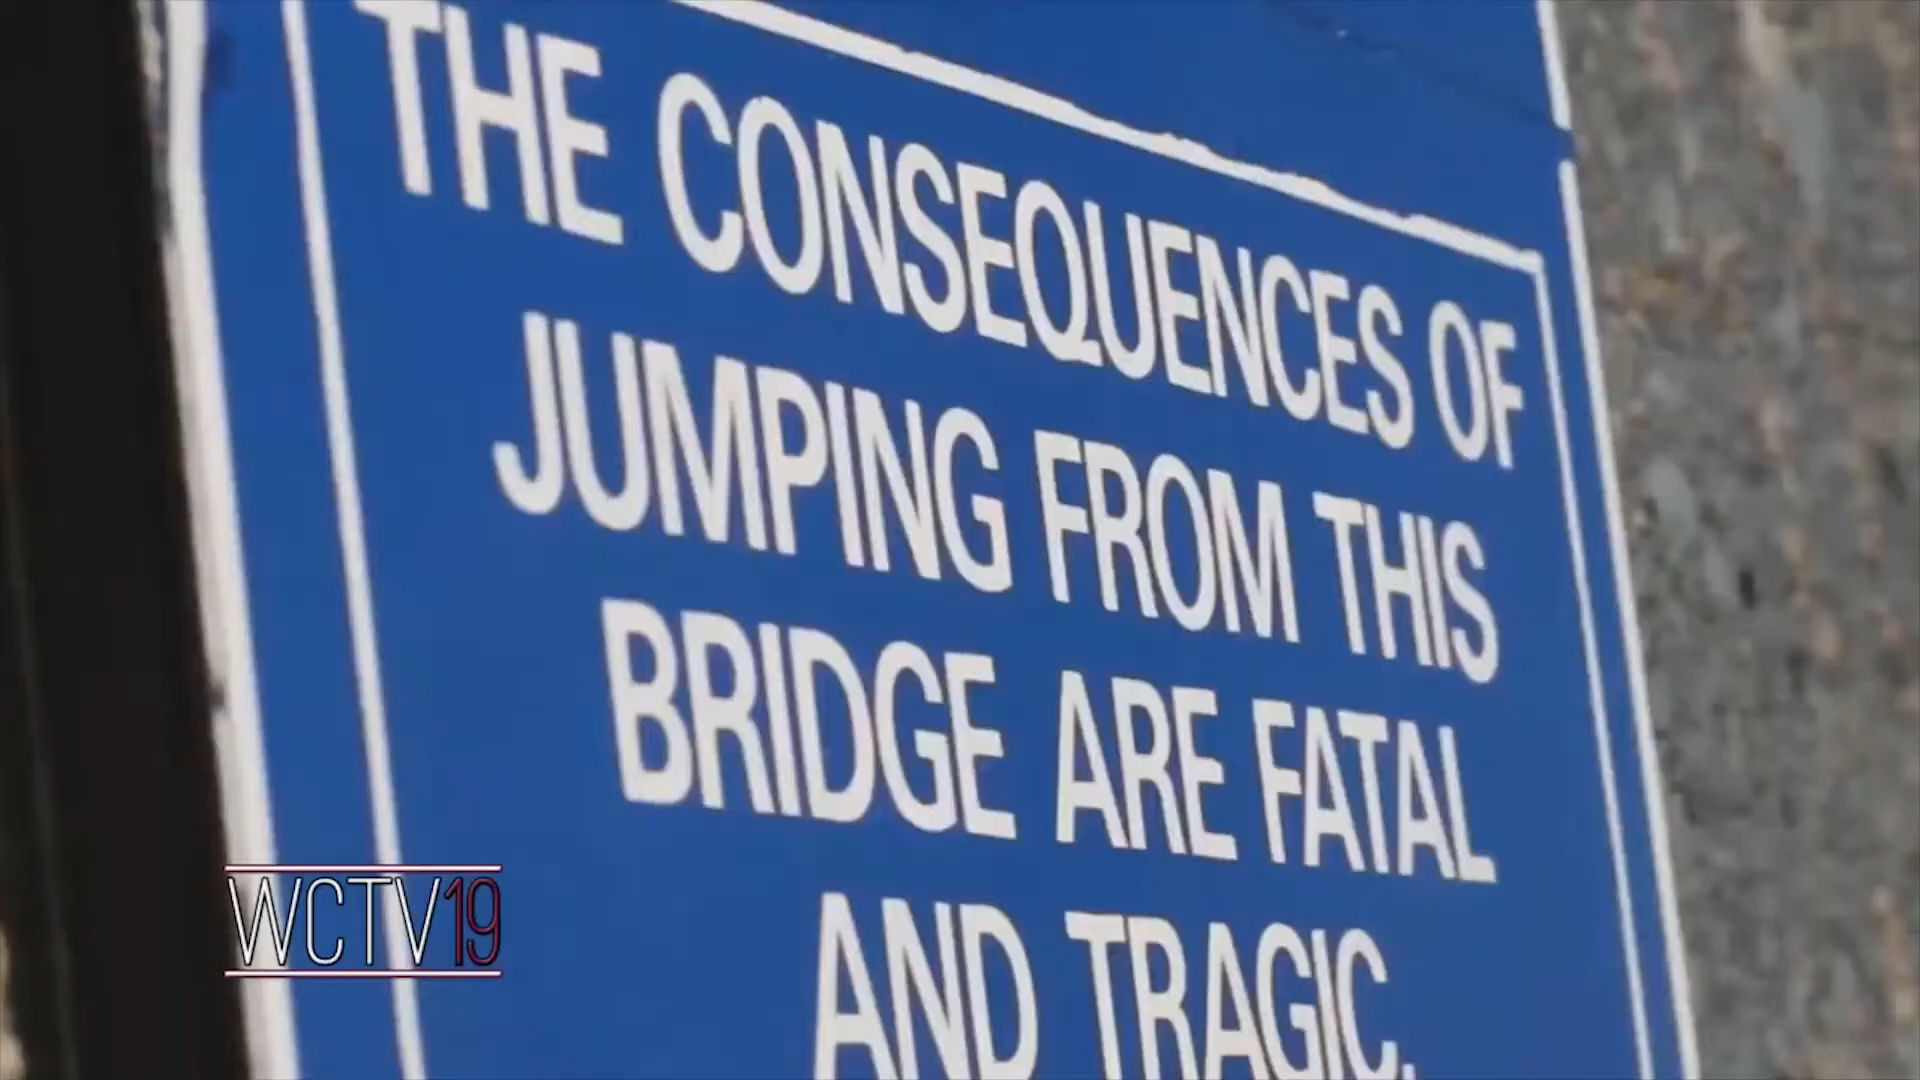 THE CONSEQUENCES OF
JUMPING FROM THIS
BRIDGE ARE FATAL
AND TRAGIC.
WCTV19